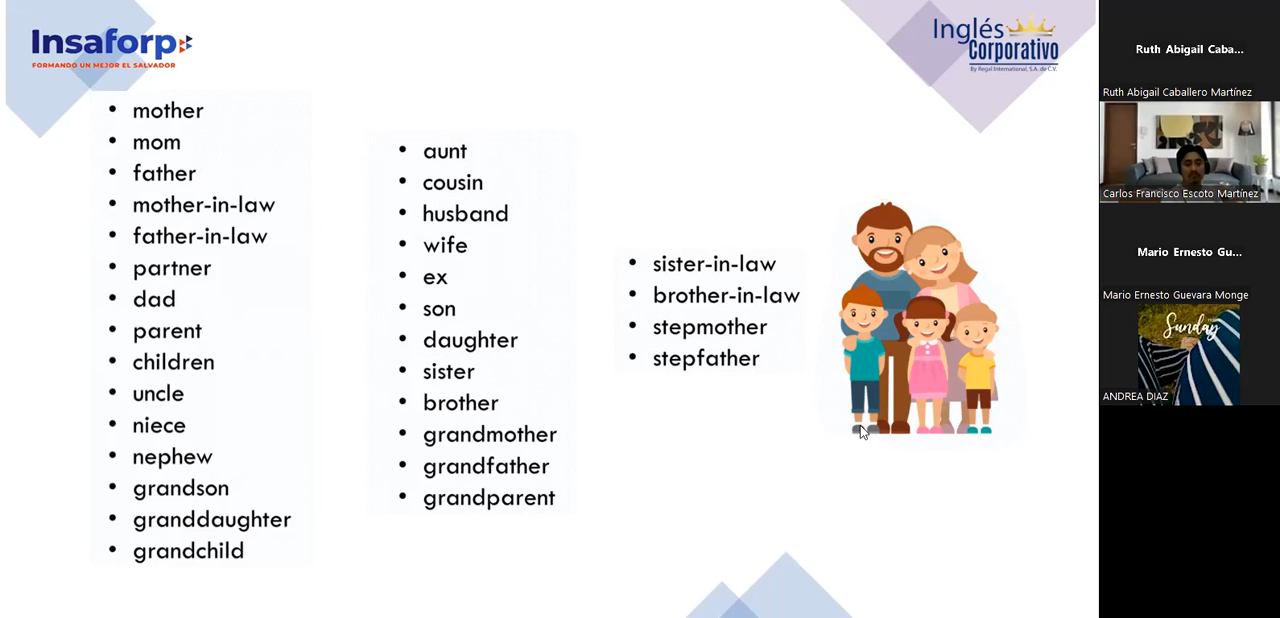 Insaforp
FORMANDO UN MEJOR EL SALVADOR
Inglés
Corporativo
By Regal International, S.A. de C.V.
mother
mom
father
mother-in-law
father-in-law
partner
dad
parent
children
uncle
niece
nephew
grandson
granddaughter
grandchild
aunt
cousin
husband
wife
ex
son
daughter
sister
brother
grandmother
grandfather
grandparent
sister-in-law
brother-in-law
stepmother
stepfather
Ruth Abigail Caba...
Ruth Abigail Caballero Martínez
Carlos Francisco Escoto Martínez
Mario Ernesto Gu...
Mario Ernesto Guevara Monge
Sunday
ANDREA DIAZ